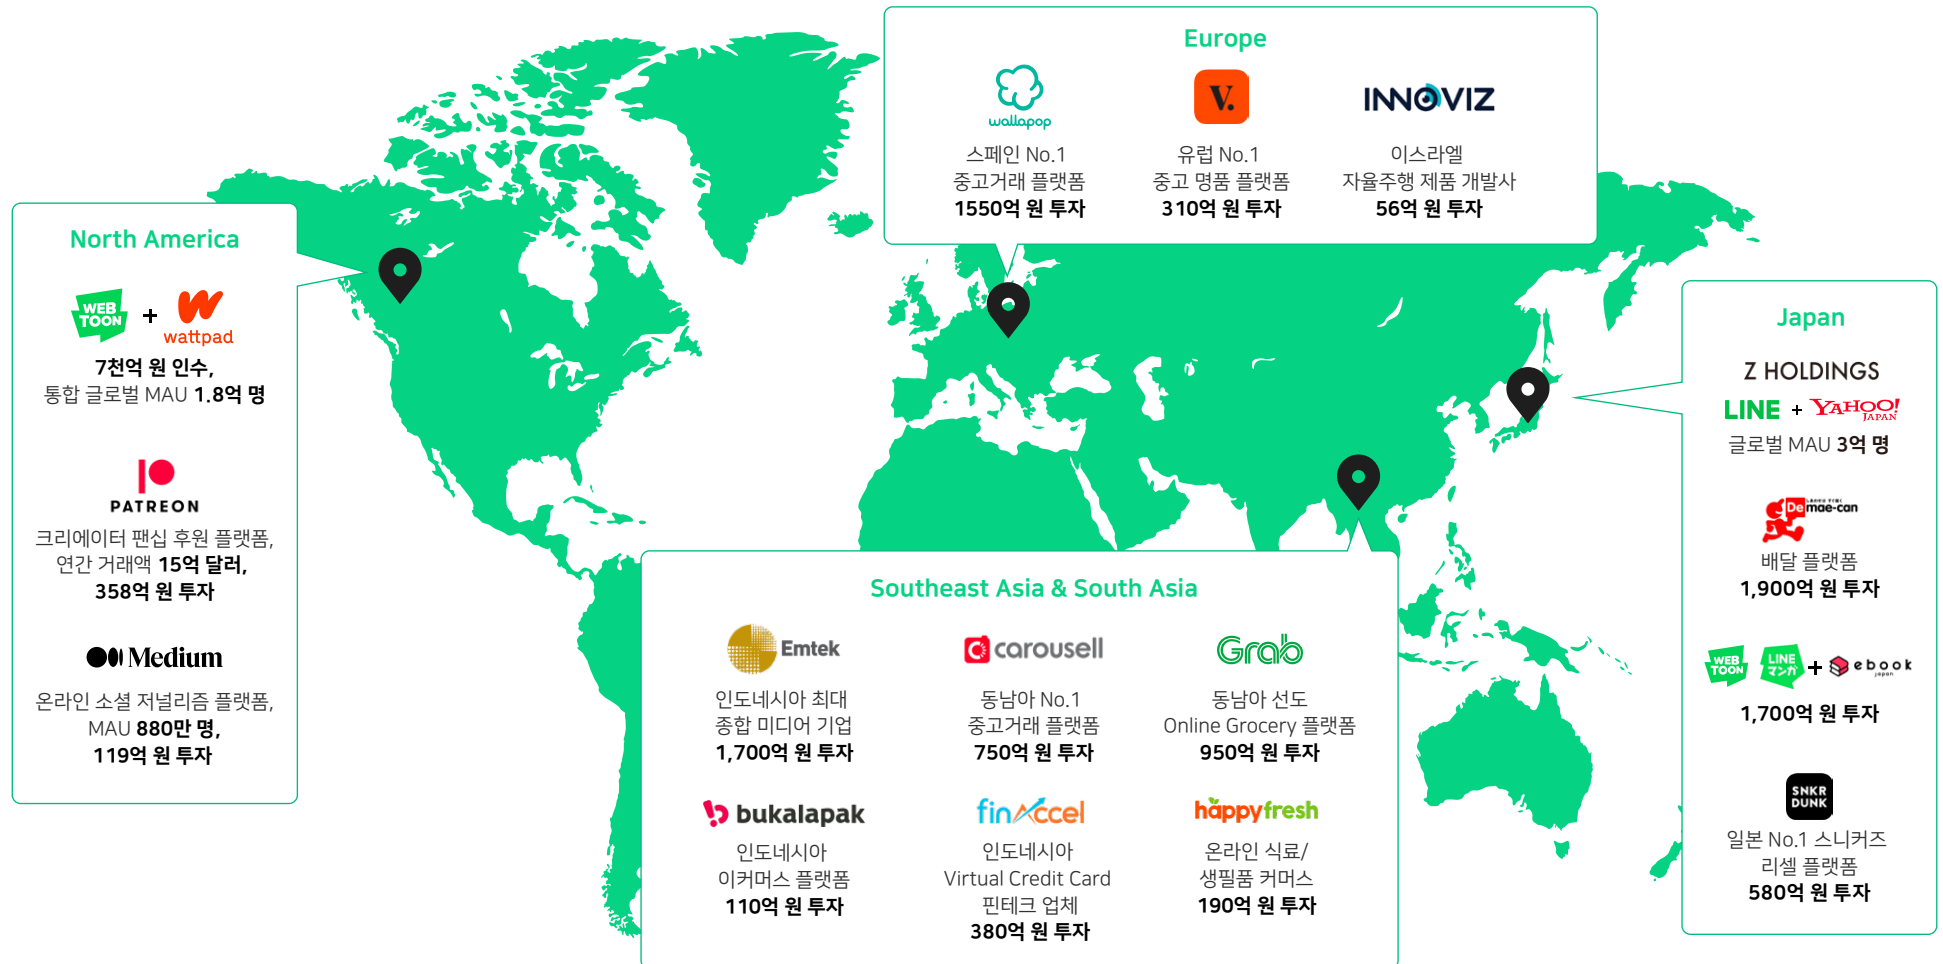 Europe
wallapop
스페인 No.1
중고거래 플랫폼
1550억 원 투자
V.
유럽 No.1
중고 명품 플랫폼
310억 원 투자
INNOVIZ
이스라엘
자율주행 제품 개발사
56억 원 투자
North America
WEB
TOON
+
wattpad
7천억 원 인수,
통합 글로벌 MAU 1.8억 명
PATREON
크리에이터 팬십 후원 플랫폼,
연간 거래액 15억 달러,
358억 원 투자
Medium
온라인 소셜 저널리즘 플랫폼,
MAU 880만 명,
119억 원 투자
Southeast Asia & South Asia
Emtek
인도네시아 최대
종합 미디어 기업
1,700억 원 투자
carousell
동남아 No.1
중고거래 플랫폼
750억 원 투자
Grab
동남아 선도
Online Grocery 플랫폼
950억 원 투자
bukalapak
인도네시아
이커머스 플랫폼
110억 원 투자
finAccel
인도네시아
Virtual Credit Card
핀테크 업체
380억 원 투자
happyfresh
온라인 식료/
생필품 커머스
190억 원 투자
Japan
Z HOLDINGS
LINE + YAHOO!
JAPAN
글로벌 MAU 3억 명
Demae-can
배달 플랫폼
1,900억 원 투자
WEB
TOON
LINE
マンガ
+
ebook
japan
1,700억 원 투자
SNKR
DUNK
일본 No.1 스니커즈
리셀 플랫폼
580억 원 투자